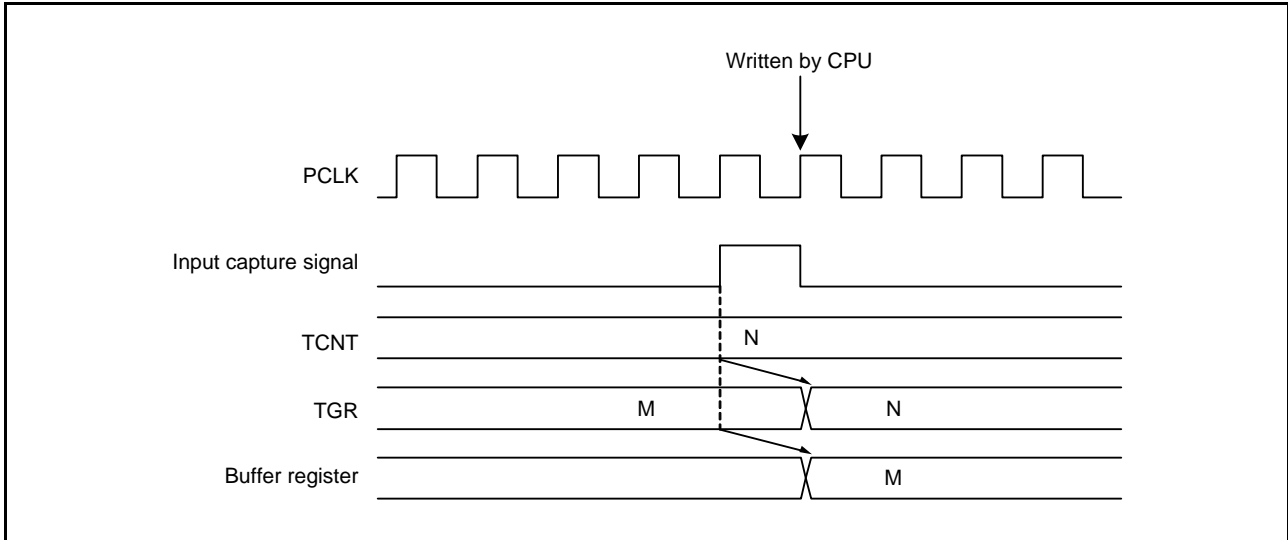 Written by CPU
PCLK
Input capture signal
TCNT
N
TGR
M
N
Buffer register
M